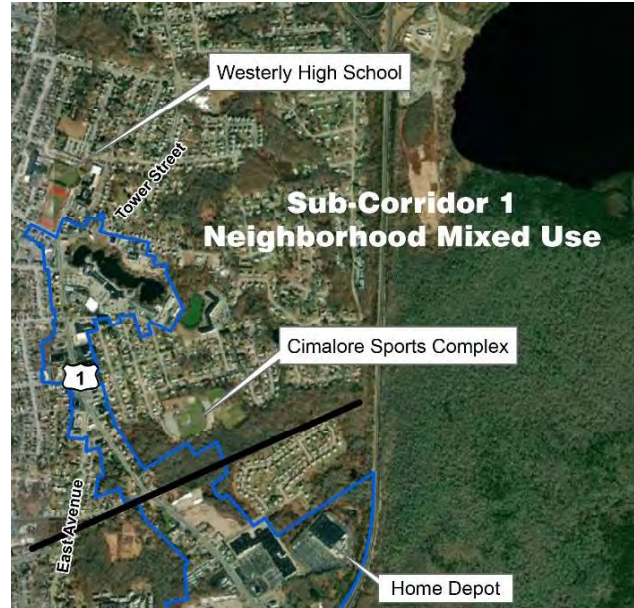 Westerly High School
Tower Street
Sub-Corridor 1
Neighborhood Mixed Use
Cimalore Sports Complex
1
East Avenue
Home Depot